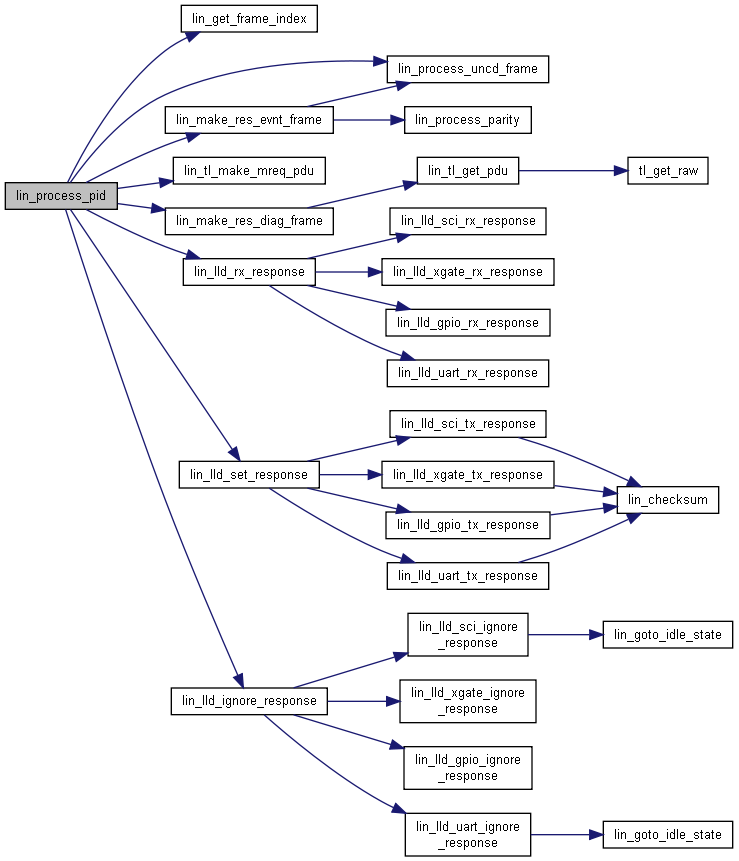 lin_get_frame_index
lin_process_uncd_frame
lin_make_res_evnt_frame
lin_process_parity
lin_tl_make_mreq_pdu
lin_tl_get_pdu
tl_get_raw
lin_process_pid
lin_make_res_diag_frame
lin_lld_sci_rx_response
lin_lld_rx_response
lin_lld_xgate_rx_response
lin_lld_gpio_rx_response
lin_lld_uart_rx_response
lin_lld_sci_tx_response
lin_lld_set_response
lin_lld_xgate_tx_response
lin_checksum
lin_lld_gpio_tx_response
lin_lld_uart_tx_response
lin_lld_sci_ignore
_response
lin_goto_idle_state
lin_lld_ignore_response
lin_lld_xgate_ignore
_response
lin_lld_gpio_ignore
_response
lin_lld_uart_ignore
_response
lin_goto_idle_state